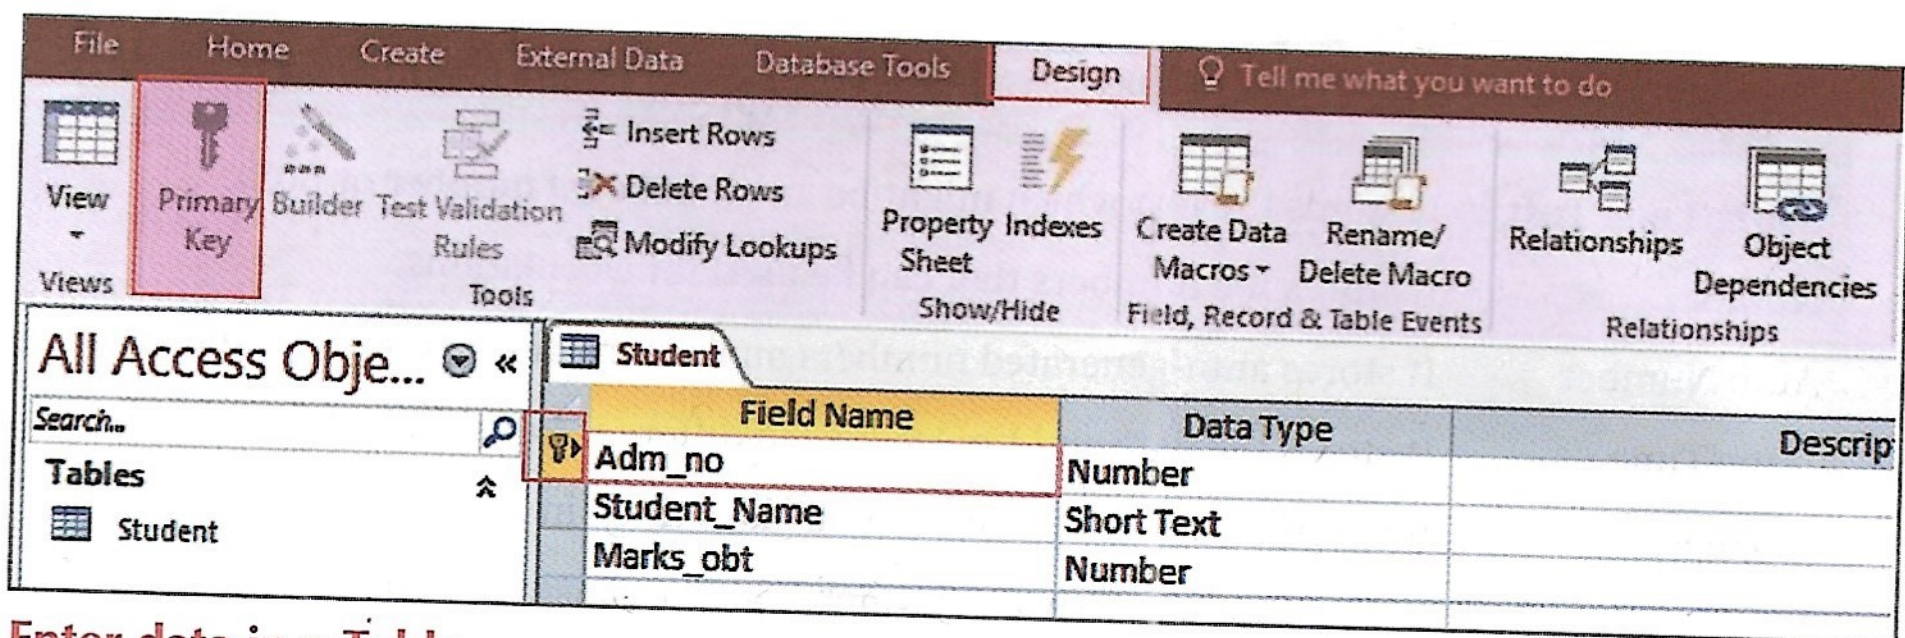 File Home Create External Data Database Tools Design Tell me what you want to do
View
Primary Key
Builder
Test Validation Rules
Insert Rows
Delete Rows
Modify Lookups
Property Sheet
Indexes
Create Data Macros
Rename/ Delete Macro
Relationships
Object Dependencies
Views
Tools
Show/Hide
Field, Record & Table Events
Relationships
All Access Obje... «
Search...
Tables
Student
Student
Field Name Data Type Descrip
Adm_no Number
Student_Name Short Text
Marks_obt Number